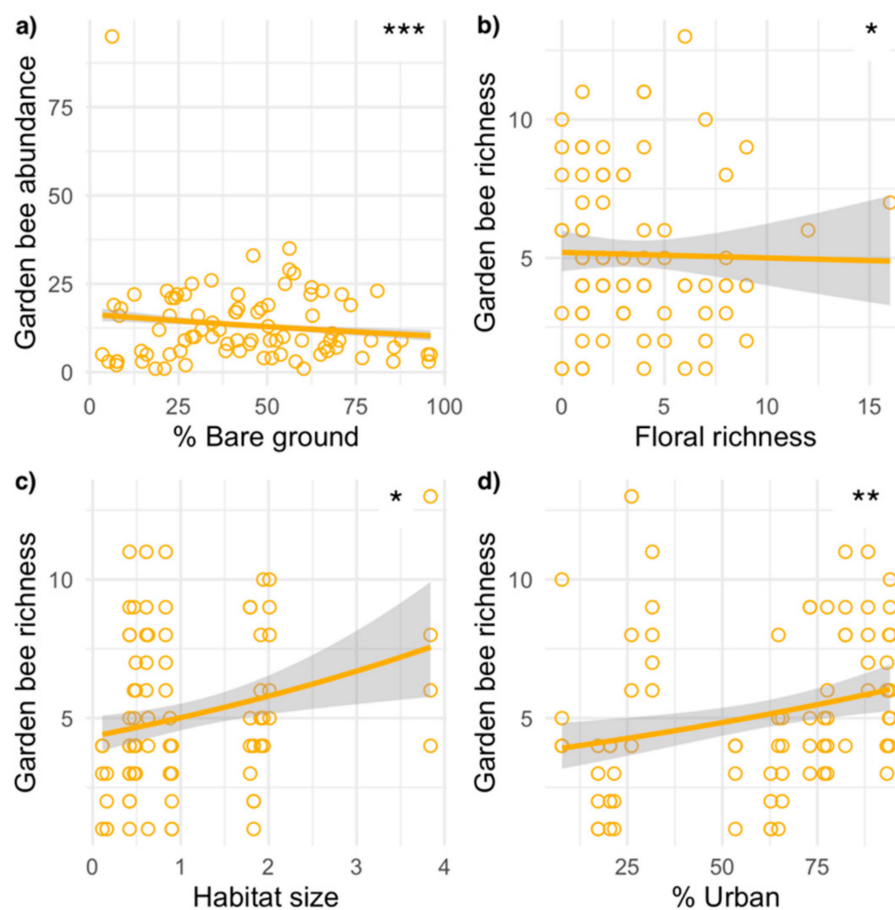 a)
***
Garden bee abundance
75
50
25
0
0 25 50 75 100
% Bare ground
b)
*
Garden bee richness
10
5
0 5 10 15
Floral richness
c)
*
Garden bee richness
10
5
0 1 2 3 4
Habitat size
d)
**
Garden bee richness
10
5
25 75
% Urban